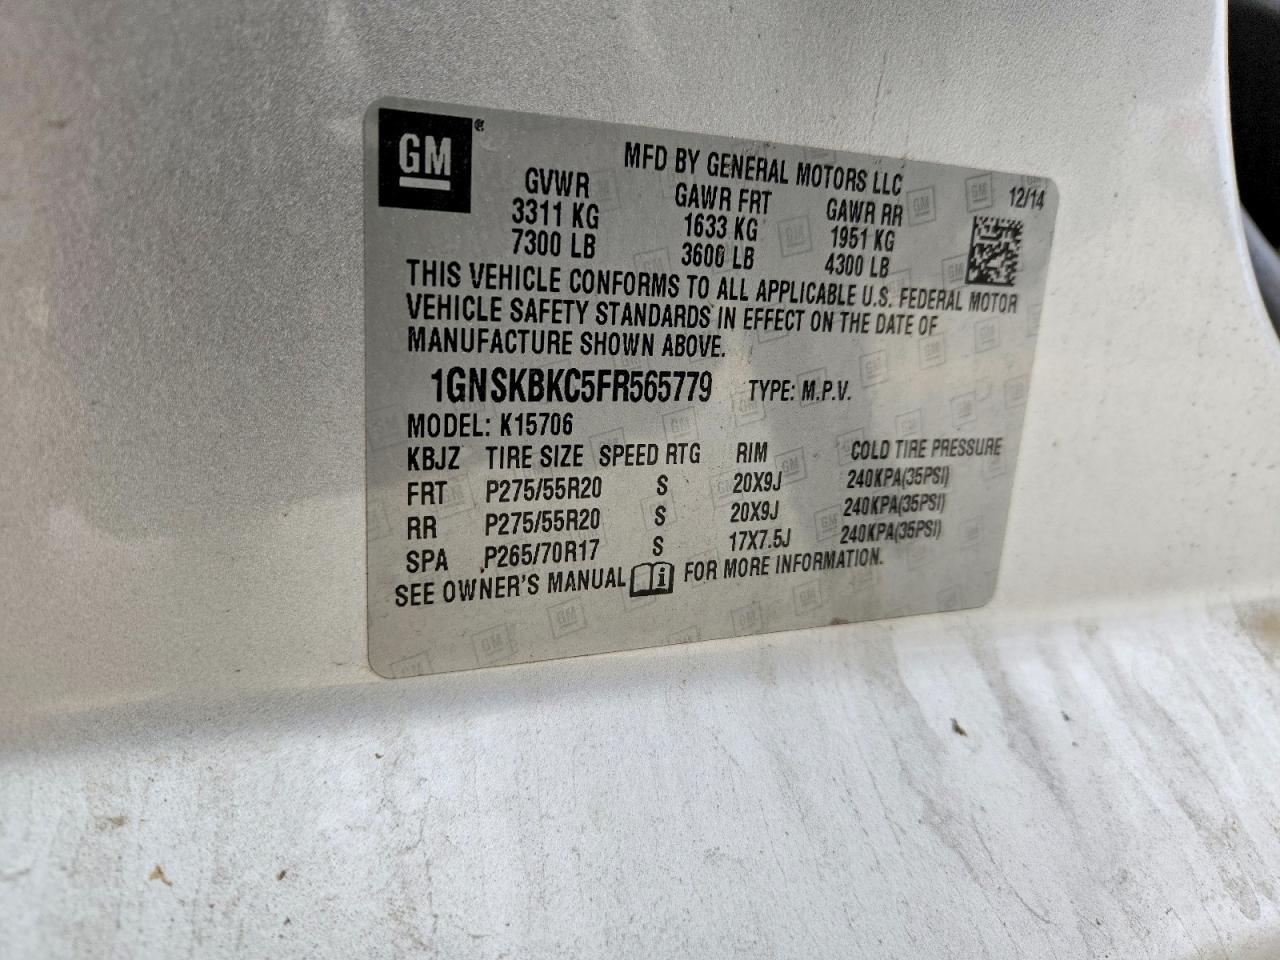 GM®
MFD BY GENERAL MOTORS LLC
12/14
GVWR GAWR FRT GAWR RR
3311 KG 1633 KG 1951 KG
7300 LB 3600 LB 4300 LB
THIS VEHICLE CONFORMS TO ALL APPLICABLE U.S. FEDERAL MOTOR
VEHICLE SAFETY STANDARDS IN EFFECT ON THE DATE OF
MANUFACTURE SHOWN ABOVE.
1GNSKBKC5FR565779 TYPE: M.P.V.
MODEL: K15706
KBJZ TIRE SIZE SPEED RTG RIM COLD TIRE PRESSURE
FRT P275/55R20 S 20X9J 240KPA(35PSI)
RR P275/55R20 S 20X9J 240KPA(35PSI)
SPA P265/70R17 S 17X7.5J 240KPA(35PSI)
SEE OWNER'S MANUAL i FOR MORE INFORMATION.